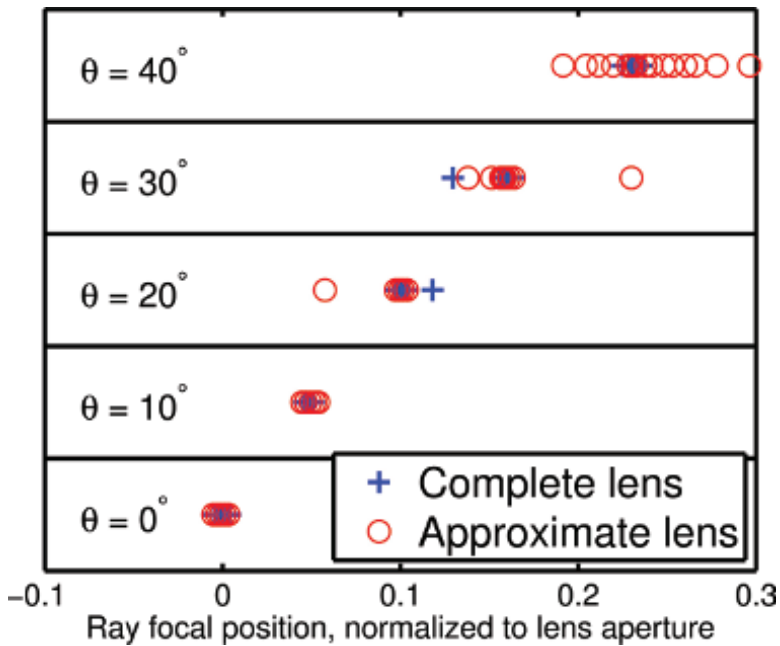 θ = 40°
θ = 30°
θ = 20°
θ = 10°
θ = 0°
+ Complete lens
○ Approximate lens
−0.1 0 0.1 0.2 0.3
Ray focal position, normalized to lens aperture